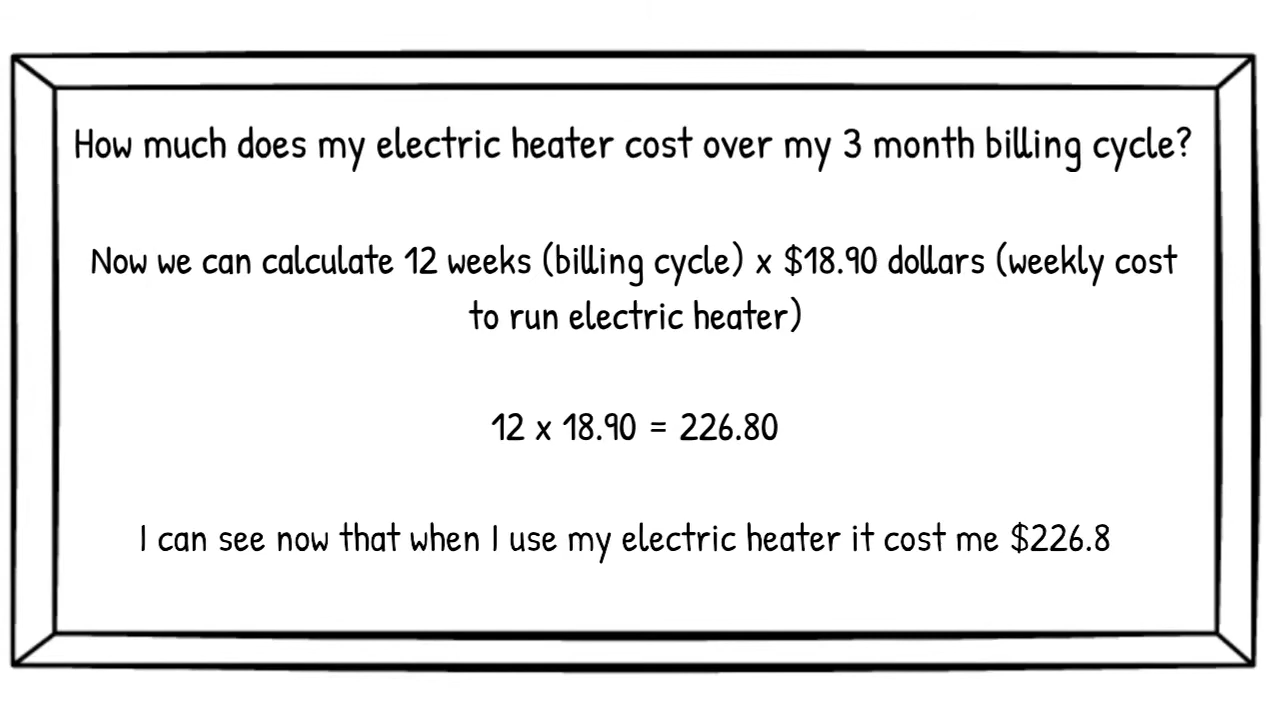 How much does my electric heater cost over my 3 month billing cycle?
Now we can calculate 12 weeks (billing cycle) x $18.90 dollars (weekly cost
to run electric heater)
12 x 18.90 = 226.80
I can see now that when I use my electric heater it cost me $226.8